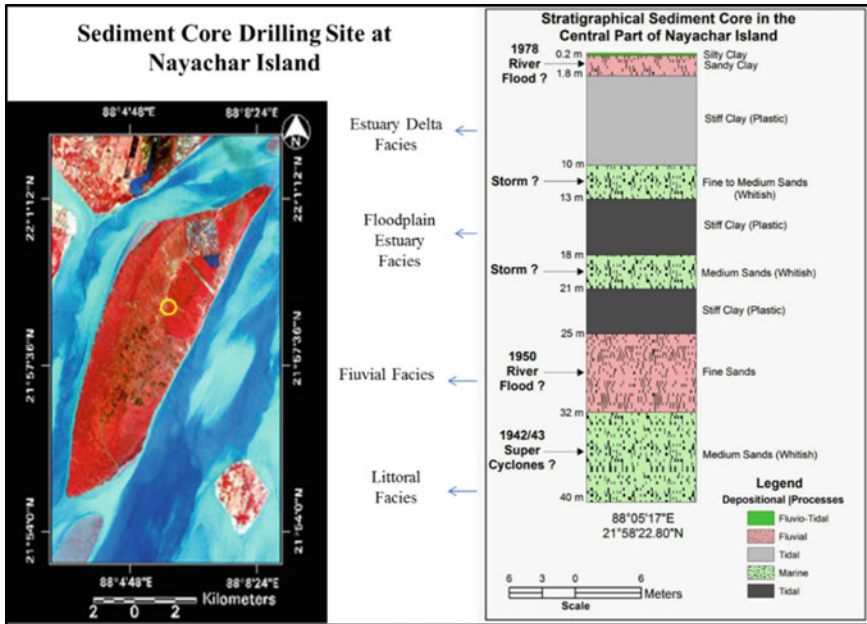 Sediment Core Drilling Site at
Nayachar Island
88°4'48"E
88°8'24"E
N
22°1'12"N
22°1'12"N
21°57'36"N
21°57'36"N
21°54'0"N
21°54'0"N
88°4'48"E
88°8'24"E
2 0 2 Kilometers
Estuary Delta
Facies
Floodplain
Estuary
Facies
Fiuvial Facies
Littoral
Facies
Stratigraphical Sediment Core in the
Central Part of Nayachar Island
1978
River
Flood ?
0.2 m
1.8 m
Silty Clay
Sandy Clay
Stiff Clay (Plastic)
10 m
Storm ?
13 m
Fine to Medium Sands
(Whitish)
Stiff Clay (Plastic)
18 m
Storm ?
21 m
Medium Sands (Whitish)
Stiff Clay (Plastic)
25 m
1950
River
Flood ?
Fine Sands
32 m
1942/43
Super
Cyclones ?
Medium Sands (Whitish)
40 m
88°05'17"E
21°58'22.80"N
Legend
Depositional |Processes
Fluvio-Tidal
Fluvial
Tidal
Marine
Tidal
6 3 0 6
Meters
Scale